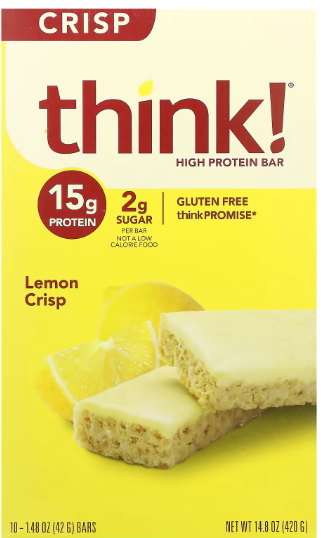 CRISP
think!®
HIGH PROTEIN BAR
15g
PROTEIN
2g
SUGAR
PER BAR
NOT A LOW
CALORIE FOOD
GLUTEN FREE
thinkPROMISE*
Lemon
Crisp
10 – 1.48 OZ (42 G) BARS
NET WT 14.8 OZ (420 G)